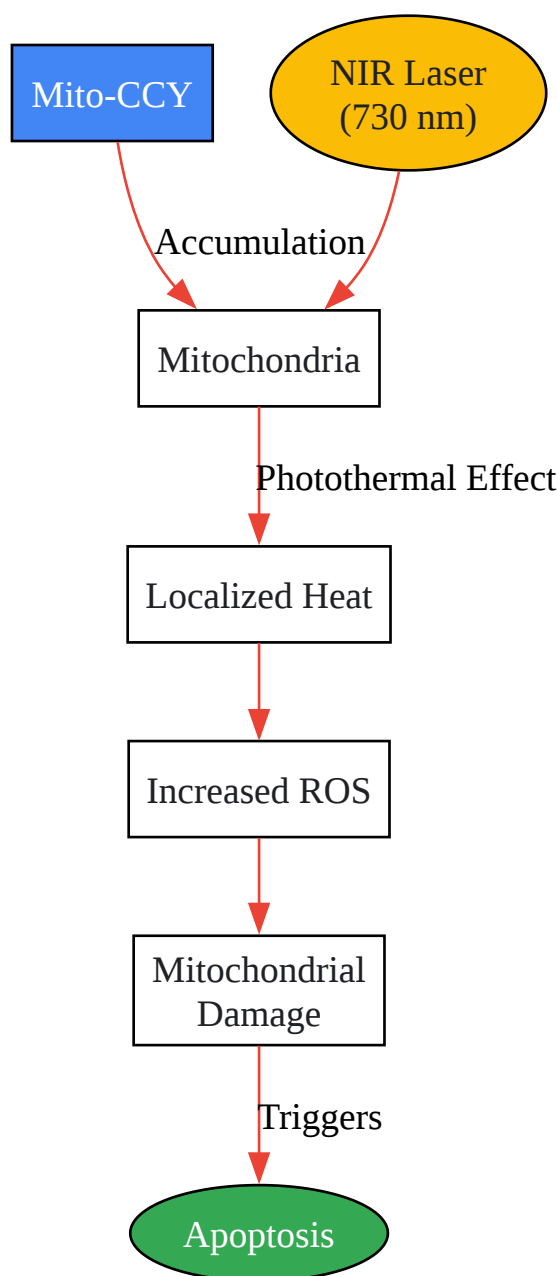 Mito-CCY
NIR Laser
(730 nm)
Accumulation
Mitochondria
Photothermal Effect
Localized Heat
Increased ROS
Mitochondrial
Damage
Triggers
Apoptosis